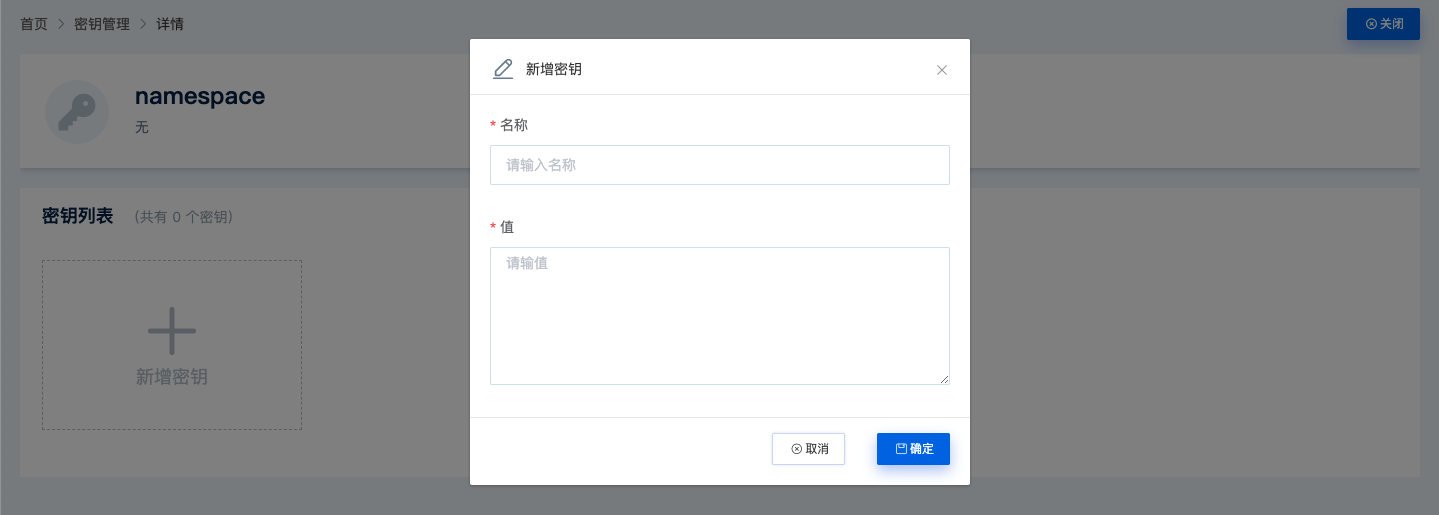 首页 > 密钥管理 > 详情
关闭
namespace
无
密钥列表 （共有 0 个密钥）
新增密钥
新增密钥
* 名称
请输入名称
* 值
请输值
取消
确定